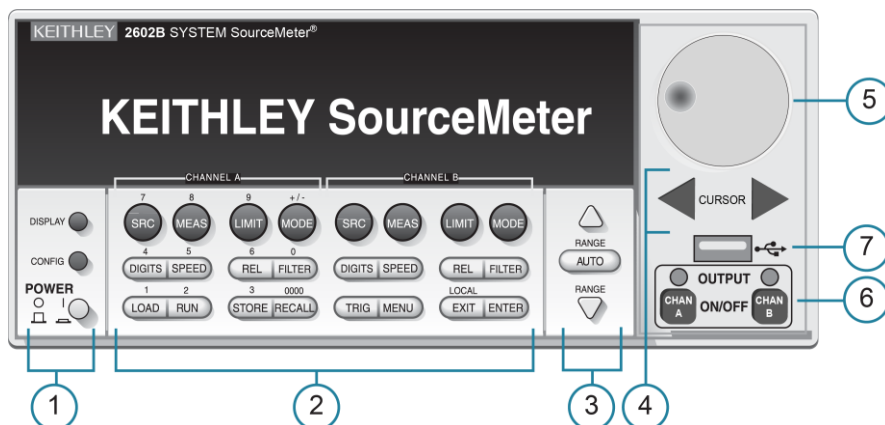 KEITHLEY 2602B SYSTEM SourceMeter®
KEITHLEY SourceMeter
CHANNEL A CHANNEL B
7 8 9 +/-
DISPLAY SRC MEAS LIMIT MODE SRC MEAS LIMIT MODE
CURSOR
4 5 6 0
RANGE
CONFIG DIGITS SPEED REL FILTER DIGITS SPEED REL FILTER AUTO
POWER
1 2 3 0000 LOCAL RANGE
LOAD RUN STORE RECALL TRIG MENU EXIT ENTER
OUTPUT
CHAN A ON/OFF CHAN B
1
2
3
4
5
7
6